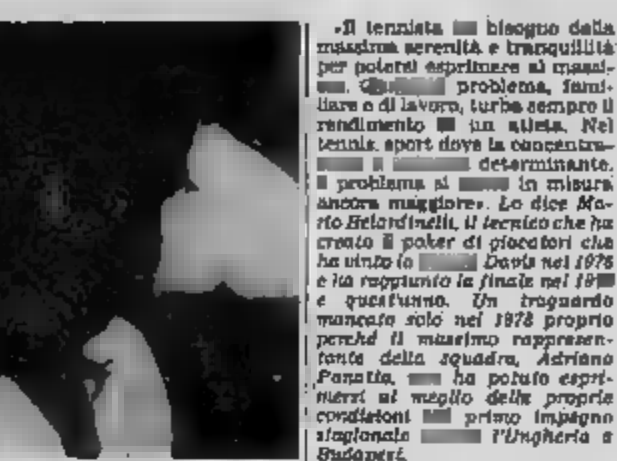 «Il tennista bisogno della
massima serenità e tranquillità
per potersi esprimere al massi-
problema, fami-
liare o di lavoro, turba sempre il
rendimento un atleta. Nel
tennis, sport dove la concentra-
determinante,
problema si in misura
ancora maggiore». Lo dice Ma-
rio Belardinelli, il tecnico che ha
creato il poker di giocatori che
ha vinto la Davis nel 1976
e ha raggiunto la finale nel
e quest'anno. Un traguardo
mancato solo nel 1978 proprio
perché il massimo rappresen-
tante della squadra, Adriano
Panatta, ha potuto espri-
mersi al meglio delle proprie
condizioni primo impegno
stagionale l'Ungheria a
Budapest.